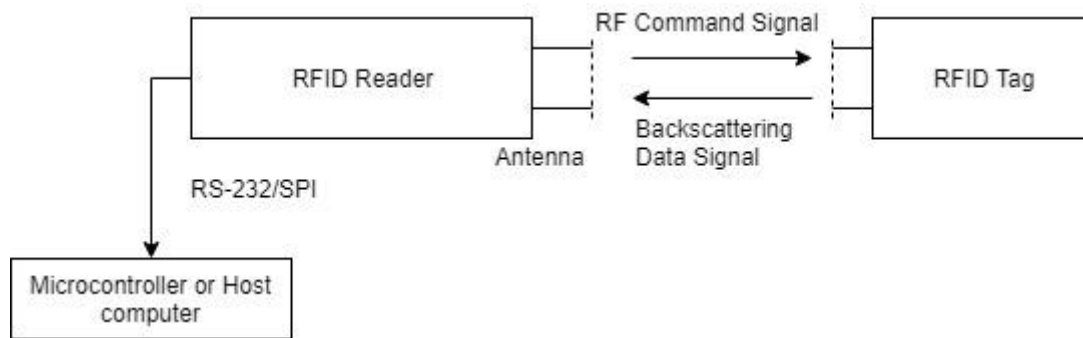 RF Command Signal
RFID Reader
RFID Tag
Backscattering
Data Signal
Antenna
RS-232/SPI
Microcontroller or Host
computer